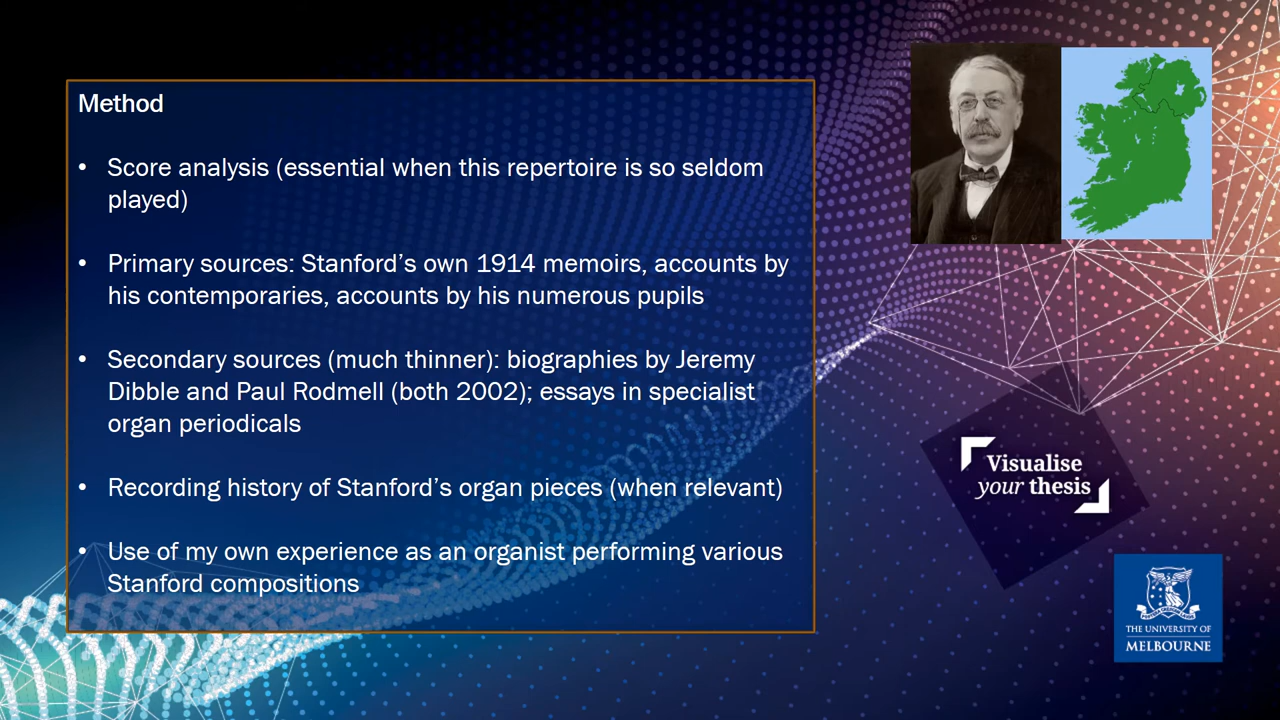 Method
• Score analysis (essential when this repertoire is so seldom
played)
• Primary sources: Stanford’s own 1914 memoirs, accounts by
his contemporaries, accounts by his numerous pupils
• Secondary sources (much thinner): biographies by Jeremy
Dibble and Paul Rodmell (both 2002); essays in specialist
organ periodicals
• Recording history of Stanford’s organ pieces (when relevant)
• Use of my own experience as an organist performing various
Stanford compositions
Visualise
your thesis
THE UNIVERSITY OF
MELBOURNE